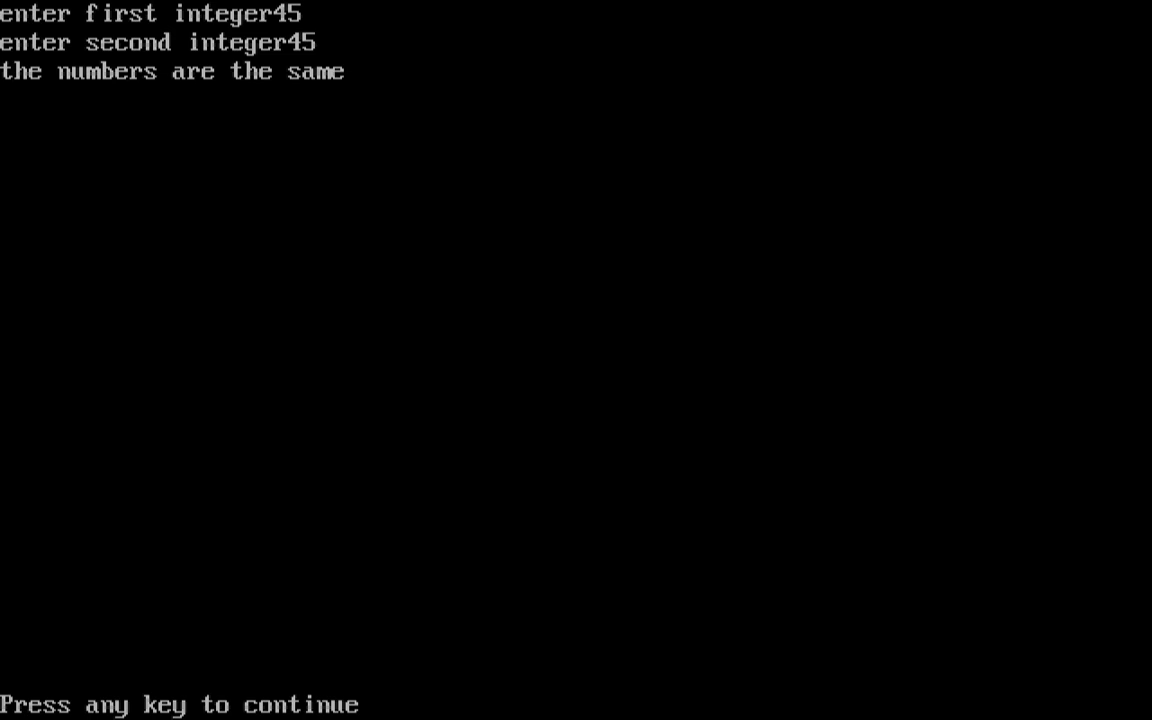 enter first integer45
enter second integer45
the numbers are the same
Press any key to continue